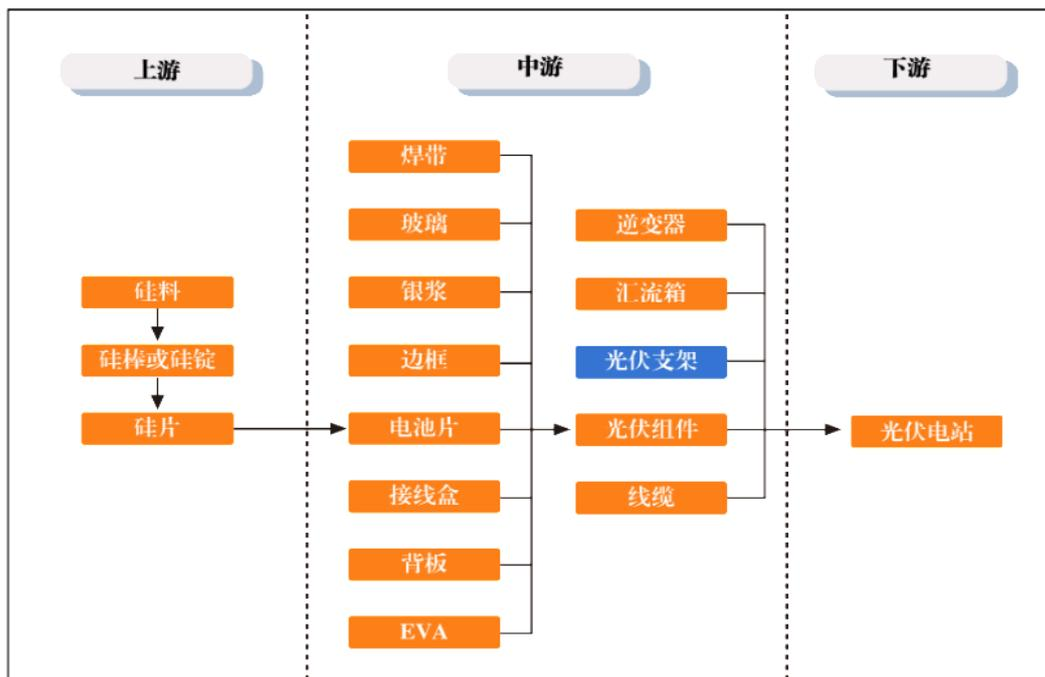 上游
中游
下游
焊带
玻璃
逆变器
硅料
银浆
汇流箱
硅棒或硅锭
边框
光伏支架
硅片
电池片
光伏组件
光伏电站
接线盒
线缆
背板
EVA